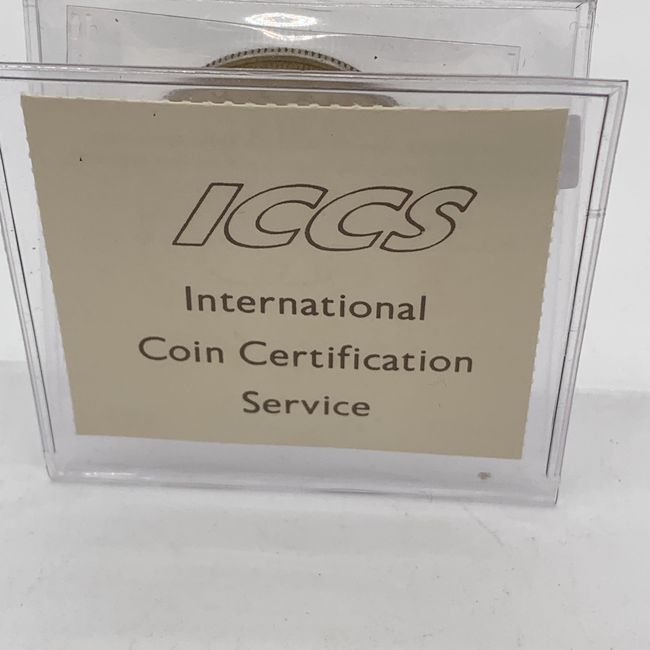 ICCS
International
Coin Certification
Service